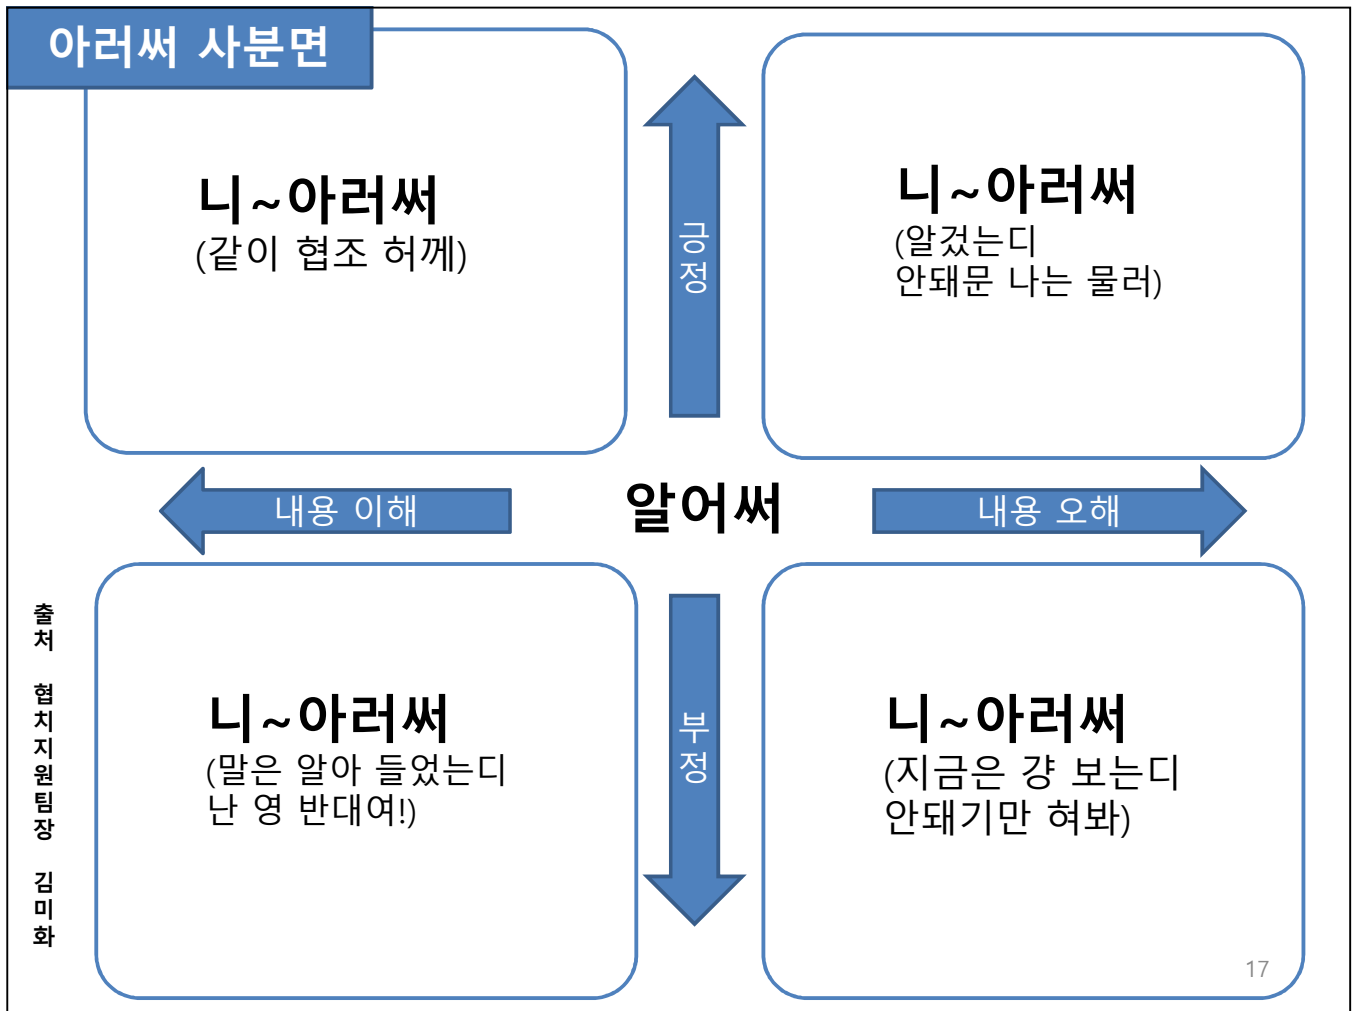 아러써 사분면
니~아러써
(같이 협조 허께)
니~아러써
(알겄는디
안돼문 나는 물러)
긍정
내용 이해
알어써
내용 오해
부정
니~아러써
(말은 알아 들었는디
난 영 반대여!)
니~아러써
(지금은 걍 보는디
안돼기만 혀봐)
출처 협치지원팀장 김미화
17